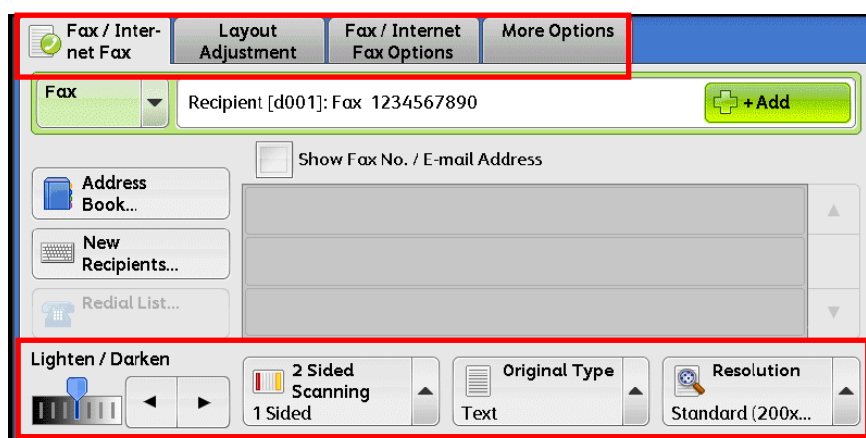 Fax / Inter-
net Fax
Layout
Adjustment
Fax / Internet
Fax Options
More Options
Fax
Recipient [d001]: Fax 1234567890
+Add
Show Fax No. / E-mail Address
Address
Book...
New
Recipients...
Redial List...
Lighten / Darken
2 Sided
Scanning
1 Sided
Original Type
Text
Resolution
Standard (200x...